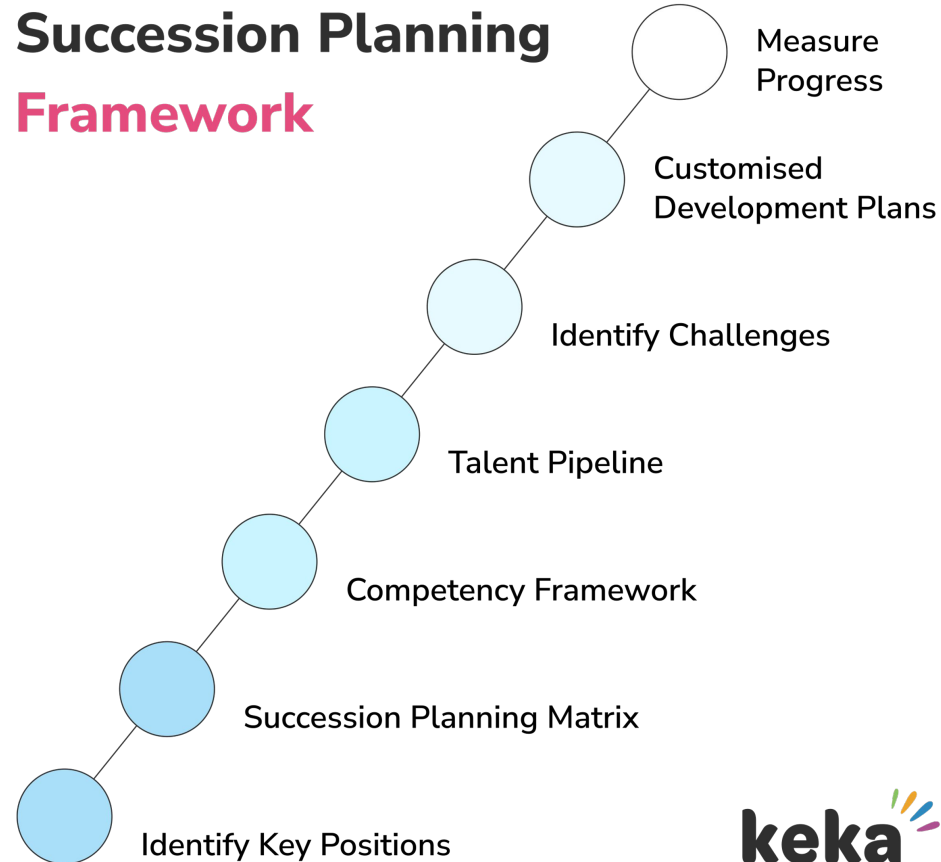 Succession Planning
Framework
Measure
Progress
Customised
Development Plans
Identify Challenges
Talent Pipeline
Competency Framework
Succession Planning Matrix
Identify Key Positions
keka